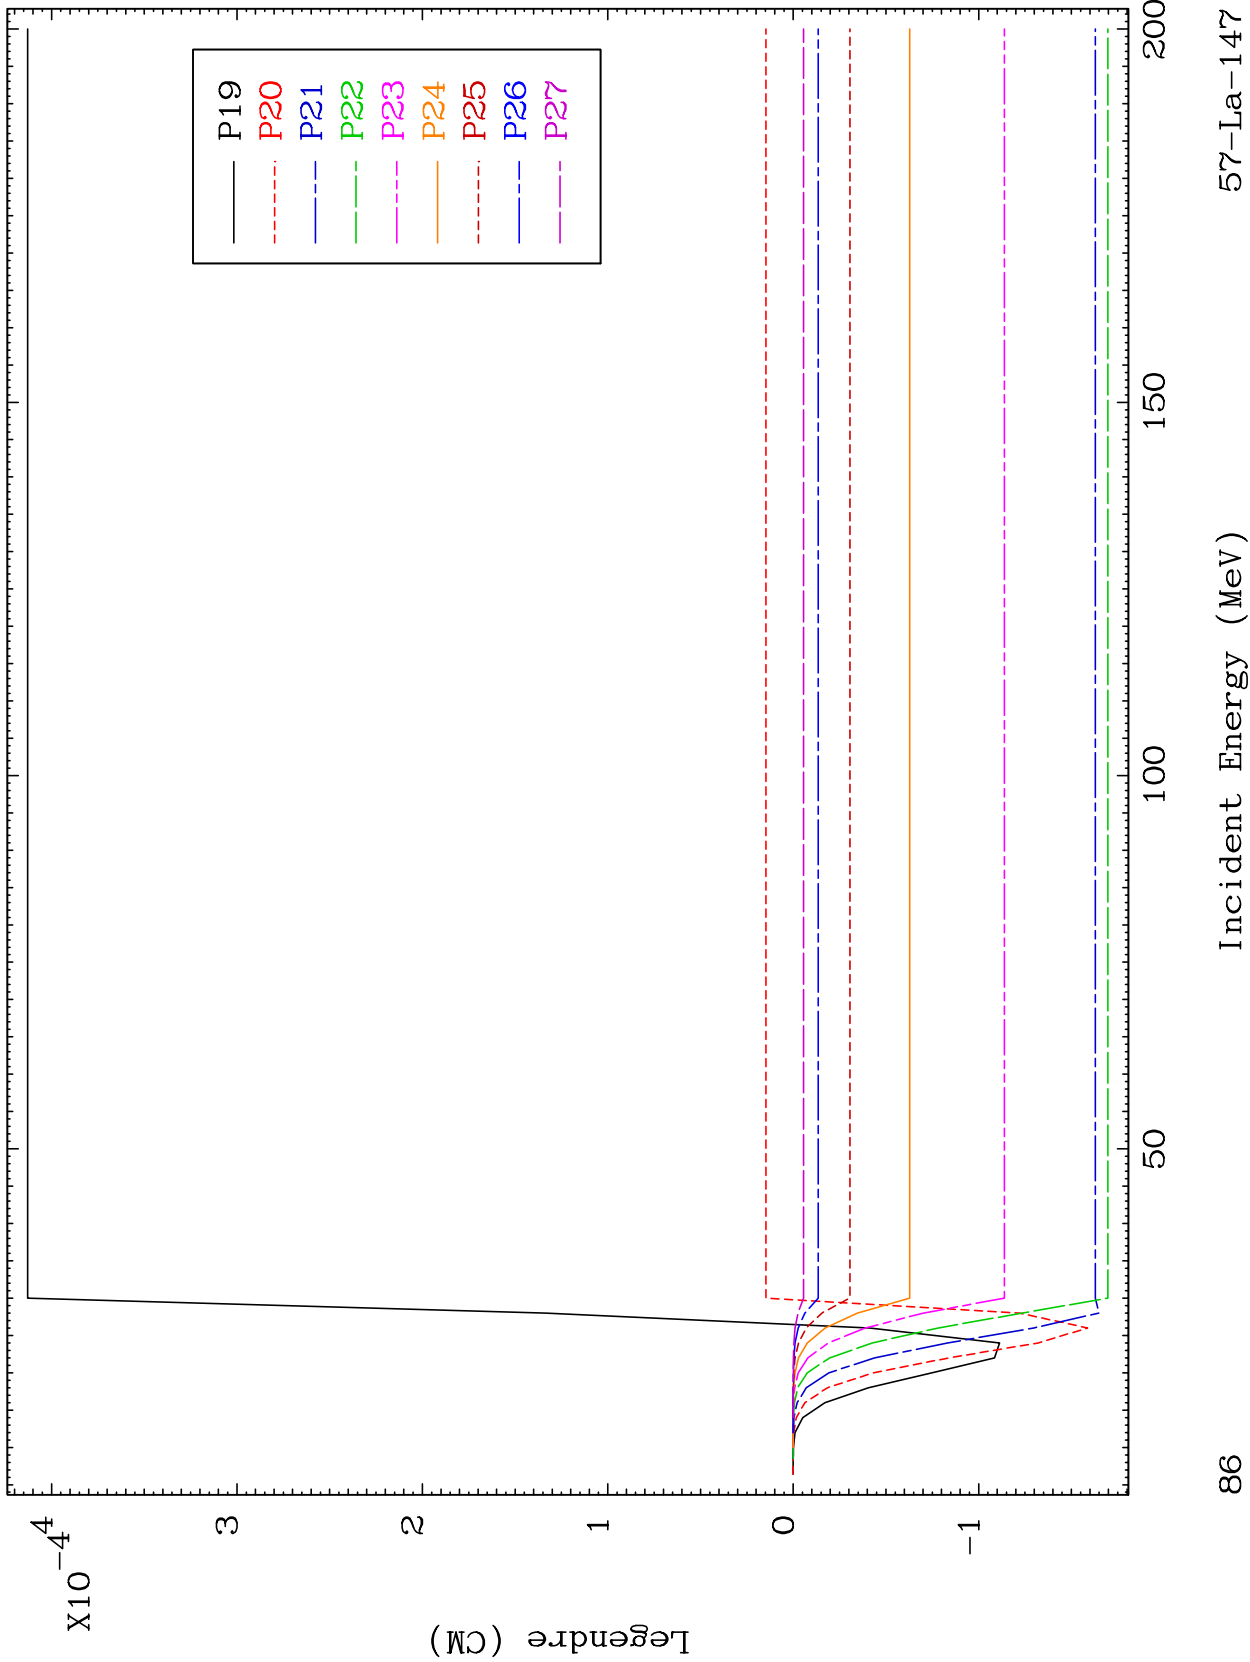 X10⁻⁴
4
3
2
1
0
-1
Legendre (CM)
P19
P20
P21
P22
P23
P24
P25
P26
P27
50
100
150
200
86
Incident Energy (MeV)
57-La-147